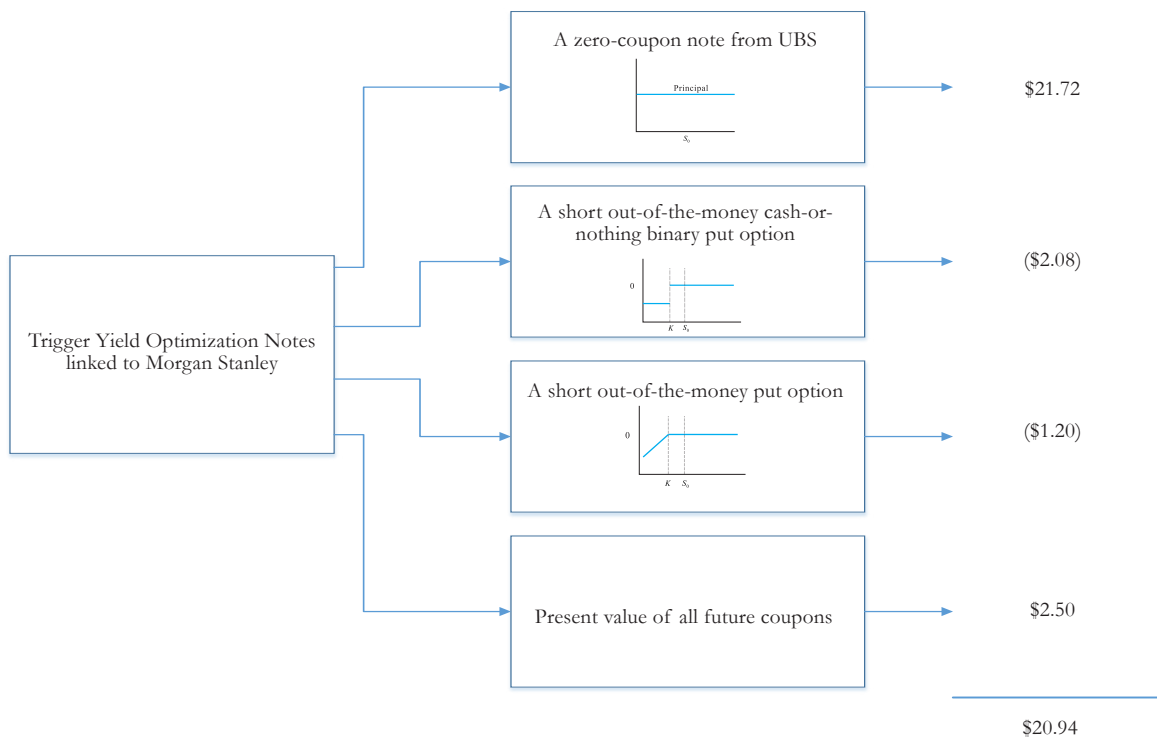 A zero-coupon note from UBS
Principal
S0
$21.72
A short out-of-the-money cash-or-
nothing binary put option
0
K S0
($2.08)
Trigger Yield Optimization Notes
linked to Morgan Stanley
A short out-of-the-money put option
0
K S0
($1.20)
Present value of all future coupons
$2.50
$20.94